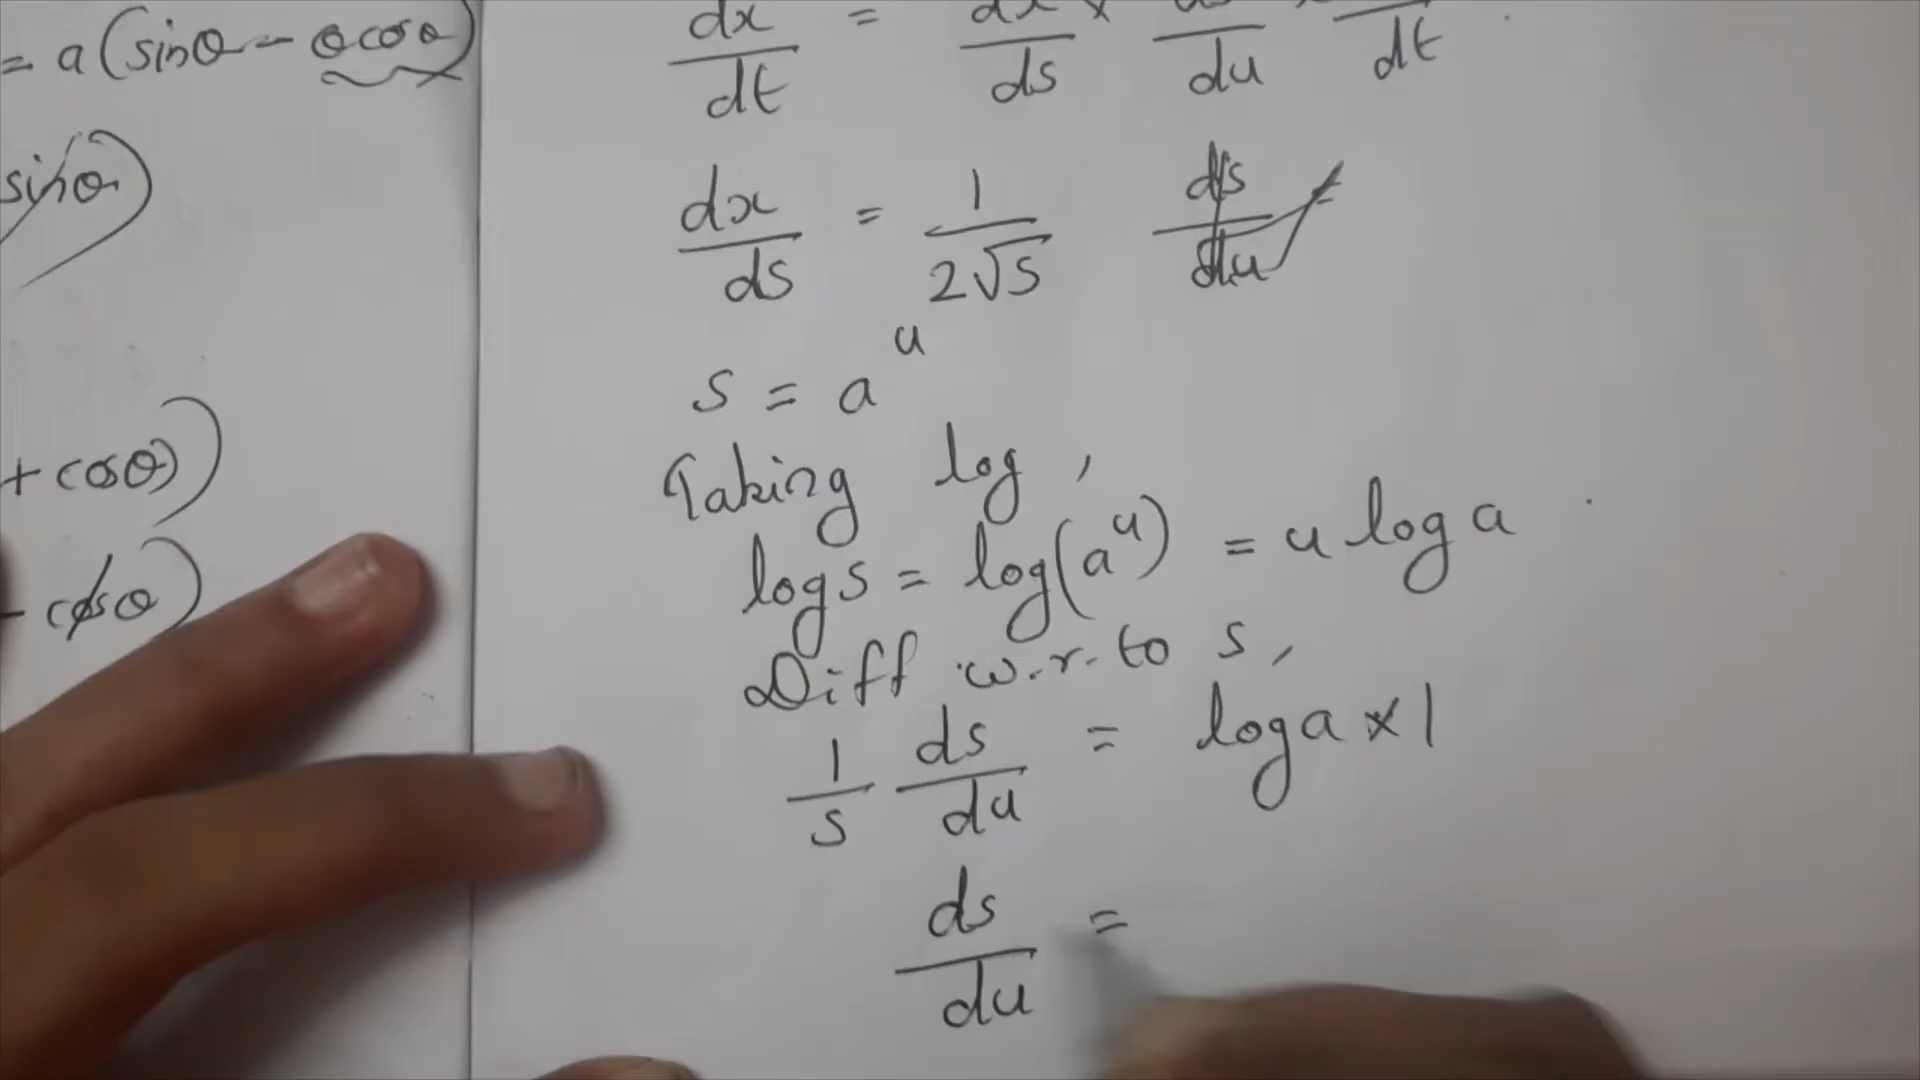 = a(sinθ - θcosθ)
sinθ)
+ cosθ)
- cosθ)
dx/dt = dx/ds × ds/du × /dt
dx/ds = 1/2√s ds/du =
s = a^u
Taking log,
log s = log(a^u) = u log a
Diff w.r.to s,
1/s ds/du = log a × 1
ds/du =